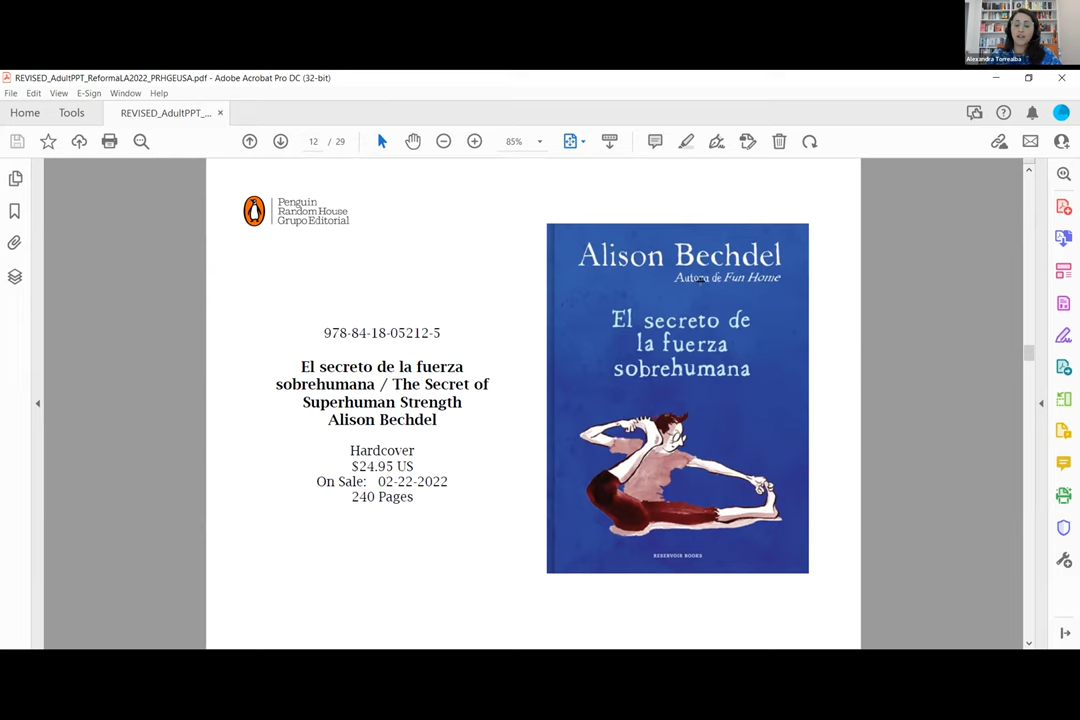 Alexandra Torrealba
REVISED_AdultPPT_ReformaLA2022_PRHGEUSA.pdf - Adobe Acrobat Pro DC (32-bit)
File Edit View E-Sign Window Help
Home Tools REVISED_AdultPPT_... ×
12 / 29 85%
Penguin
Random House
Grupo Editorial
978-84-18-05212-5
El secreto de la fuerza
sobrehumana / The Secret of
Superhuman Strength
Alison Bechdel
Hardcover
$24.95 US
On Sale: 02-22-2022
240 Pages
Alison Bechdel
Autora de Fun Home
El secreto de
la fuerza
sobrehumana
RESERVOIR BOOKS